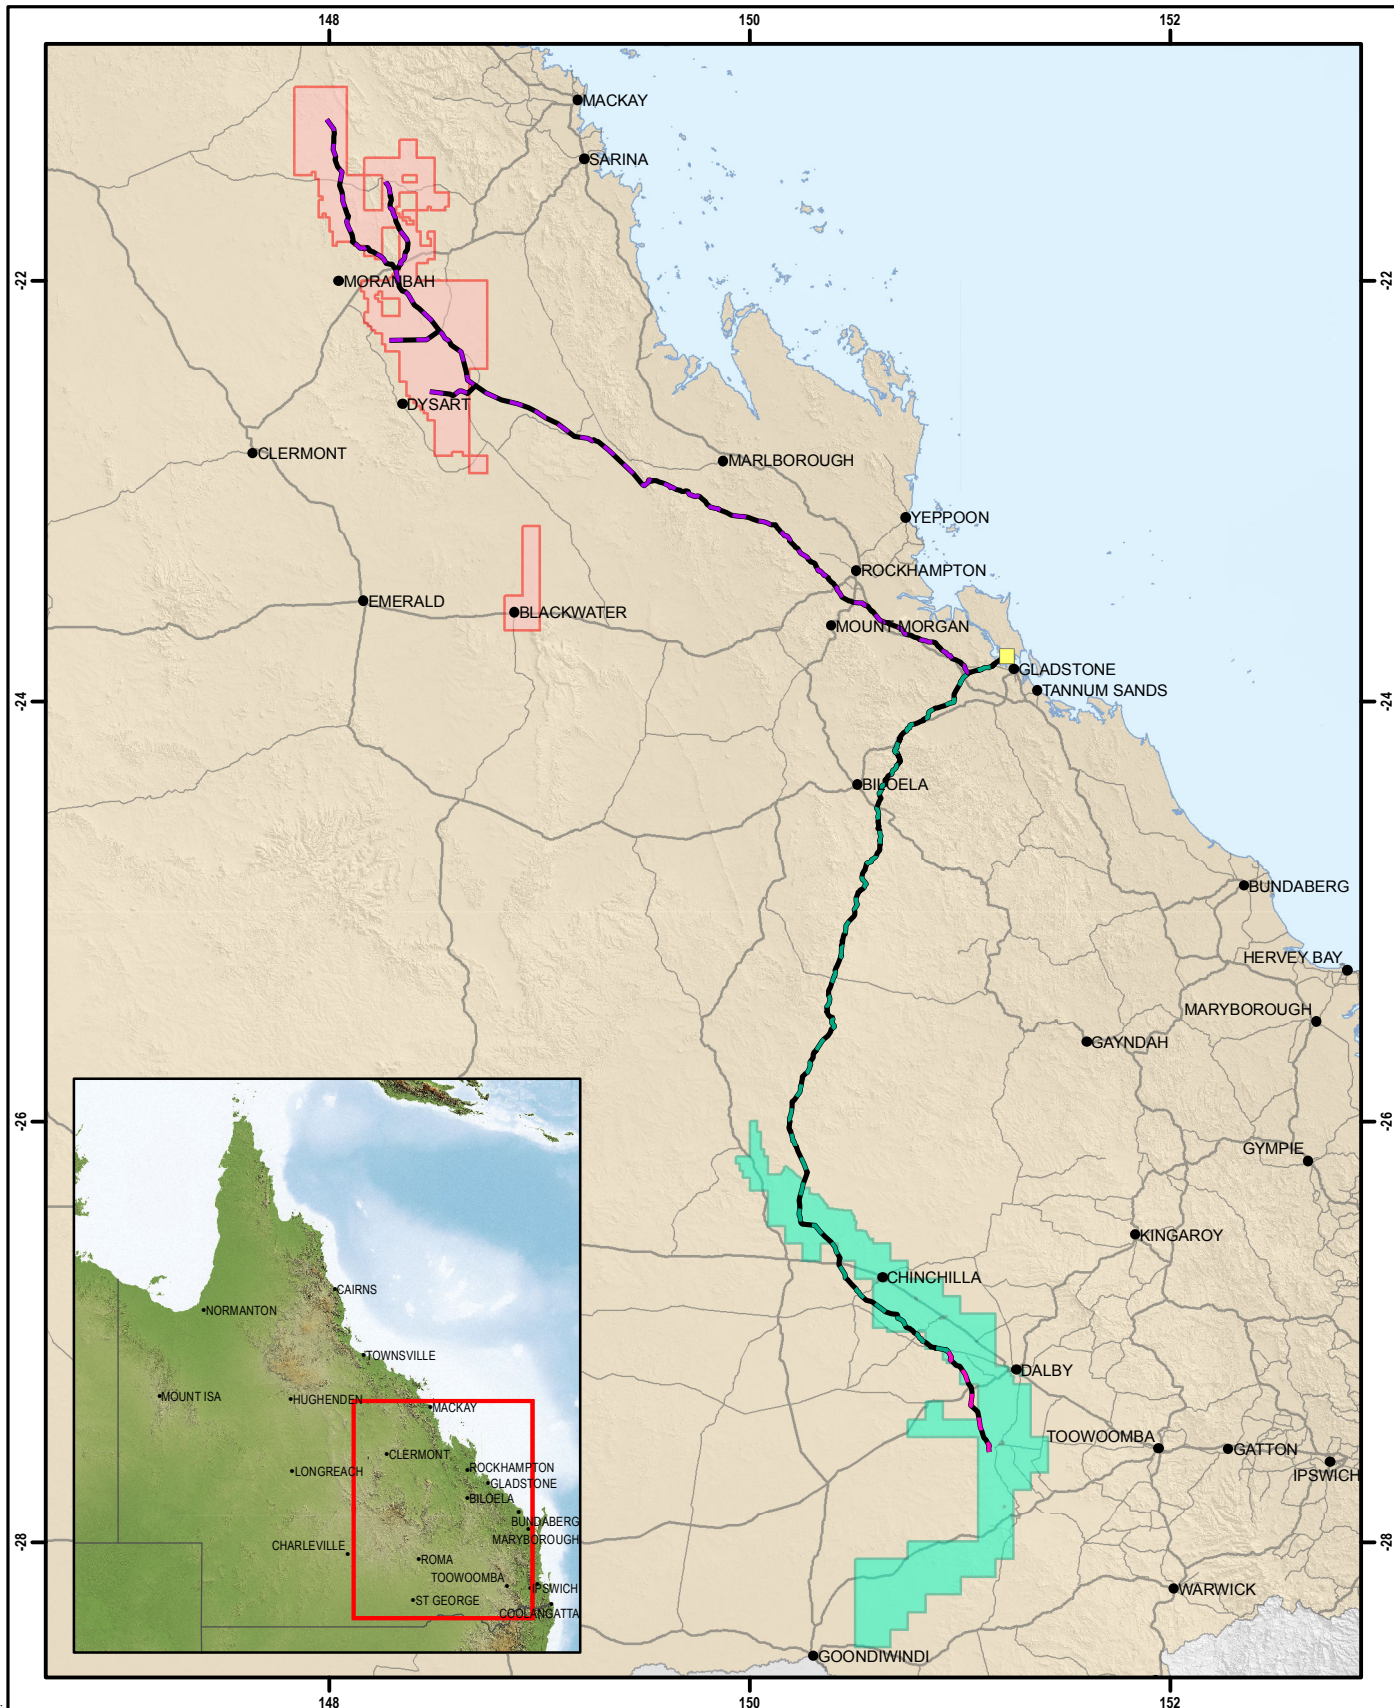 148
150
152
MACKAY
SARINA
-22
-22
MORANBAH
DYSART
CLERMONT
MARLBOROUGH
YEPPOON
ROCKHAMPTON
EMERALD
BLACKWATER
MOUNT MORGAN
GLADSTONE
TANNUM SANDS
-24
-24
BILOELA
BUNDABERG
HERVEY BAY
MARYBOROUGH
GAYNDAH
-26
-26
GYMPIE
KINGAROY
CHINCHILLA
DALBY
TOOWOOMBA
GATTON
IPSWICH
-28
-28
WARWICK
GOONDIWINDI
CAIRNS
NORMANTON
TOWNSVILLE
MOUNT ISA
HUGHENDEN
MACKAY
CLERMONT
LONGREACH
ROCKHAMPTON
GLADSTONE
BILOELA
BUNDABERG
MARYBOROUGH
CHARLEVILLE
ROMA
TOOWOOMBA
IPSWICH
ST GEORGE
COOLANGATTA
148
150
152